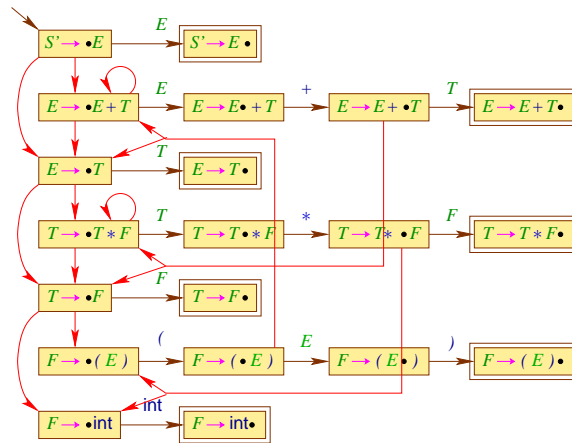 E
S' → •E S' → E•
E + T
E → •E+T E → E•+T E → E+•T E → E+T•
T
E → •T E → T•
T * F
T → •T*F T → T•*F T → T*•F T → T*F•
F
T → •F T → F•
( E )
F → •(E) F → (•E) F → (E•) F → (E)•
int
F → •int F → int•